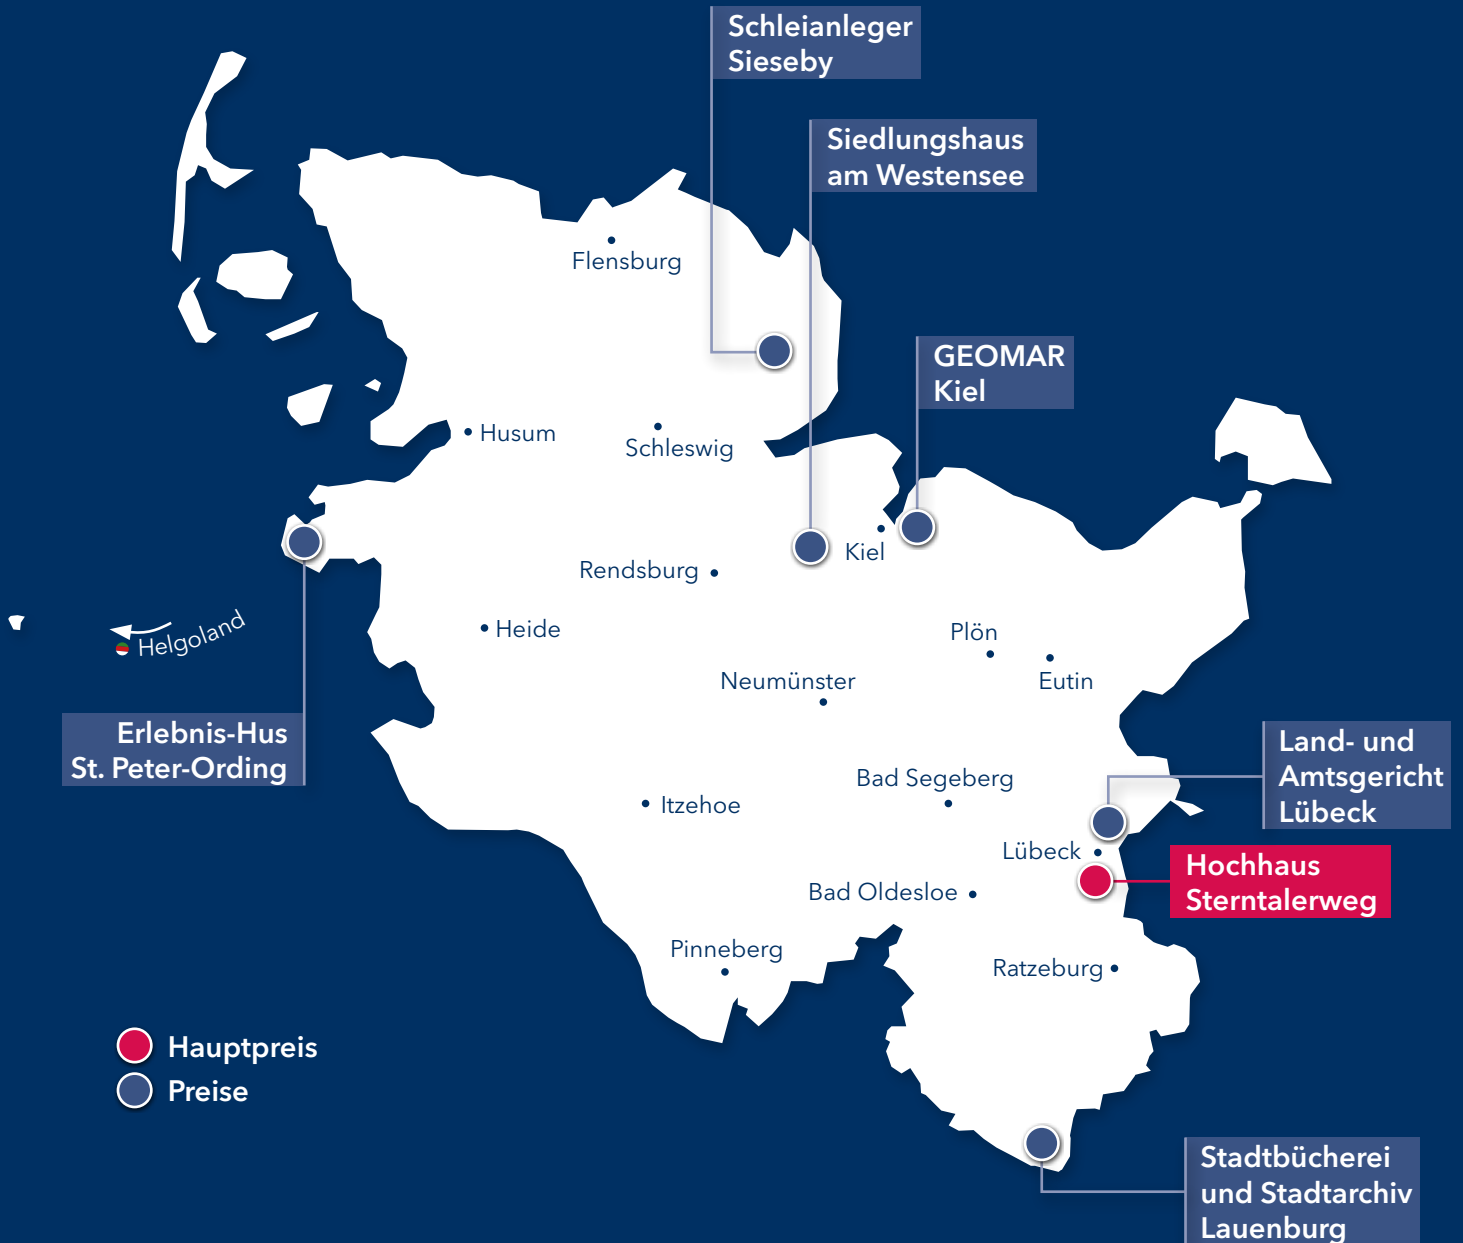 Schleianleger
Sieseby
Siedlungshaus
am Westensee
Flensburg
GEOMAR
Kiel
Husum
Schleswig
Kiel
Rendsburg
Helgoland
Heide
Plön
Eutin
Neumünster
Erlebnis-Hus
St. Peter-Ording
Land- und
Amtsgericht
Lübeck
Bad Segeberg
Itzehoe
Lübeck
Hochhaus
Sterntalerweg
Bad Oldesloe
Pinneberg
Ratzeburg
Hauptpreis
Preise
Stadtbücherei
und Stadtarchiv
Lauenburg